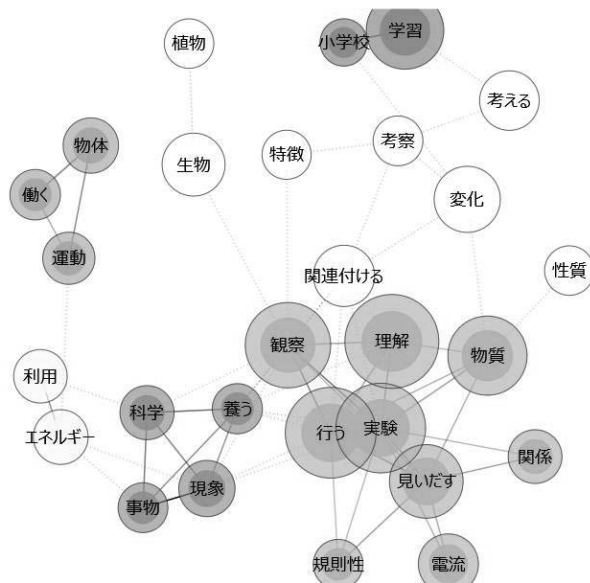 植物
小学校
学習
考える
物体
生物
特徴
考察
働く
変化
運動
関連付ける
性質
観察
理解
物質
利用
科学
養う
エネルギー
行う
実験
関係
事物
現象
見いだす
規則性
電流